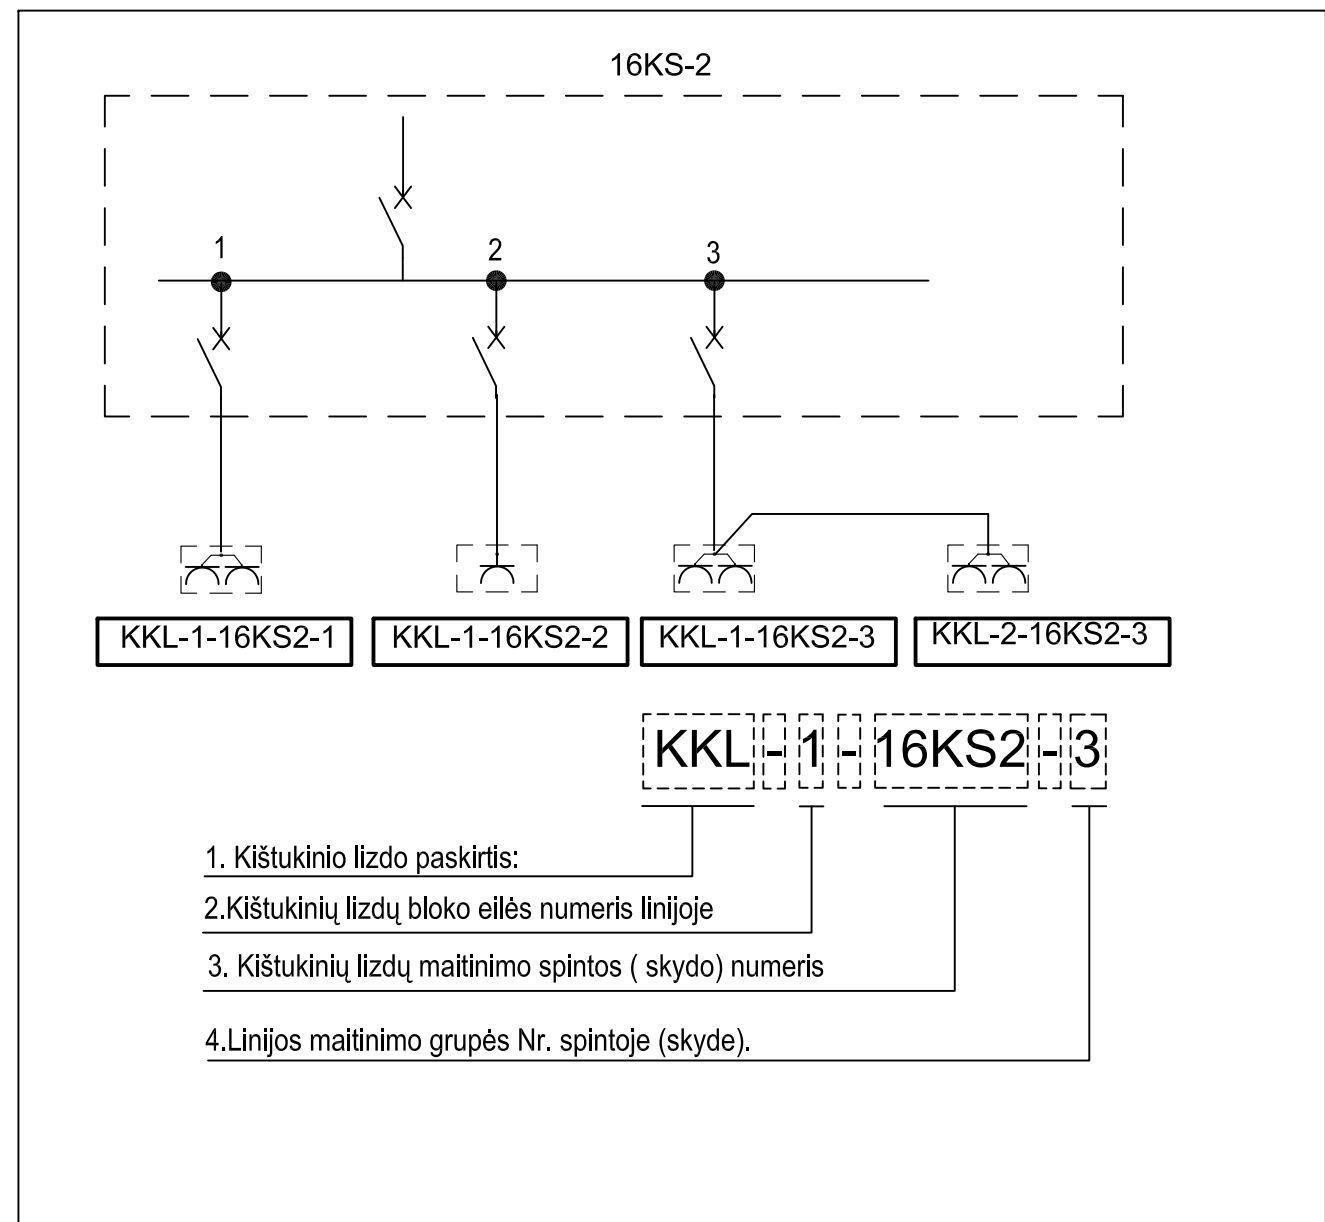 16KS-2
1 2 3
KKL-1-16KS2-1 KKL-1-16KS2-2 KKL-1-16KS2-3 KKL-2-16KS2-3
KKL-1-16KS2-3
1. Kištukinio lizdo paskirtis:
2.Kištukinių lizdų bloko eilės numeris linijoje
3. Kištukinių lizdų maitinimo spintos ( skydo) numeris
4.Linijos maitinimo grupės Nr. spintoje (skyde).